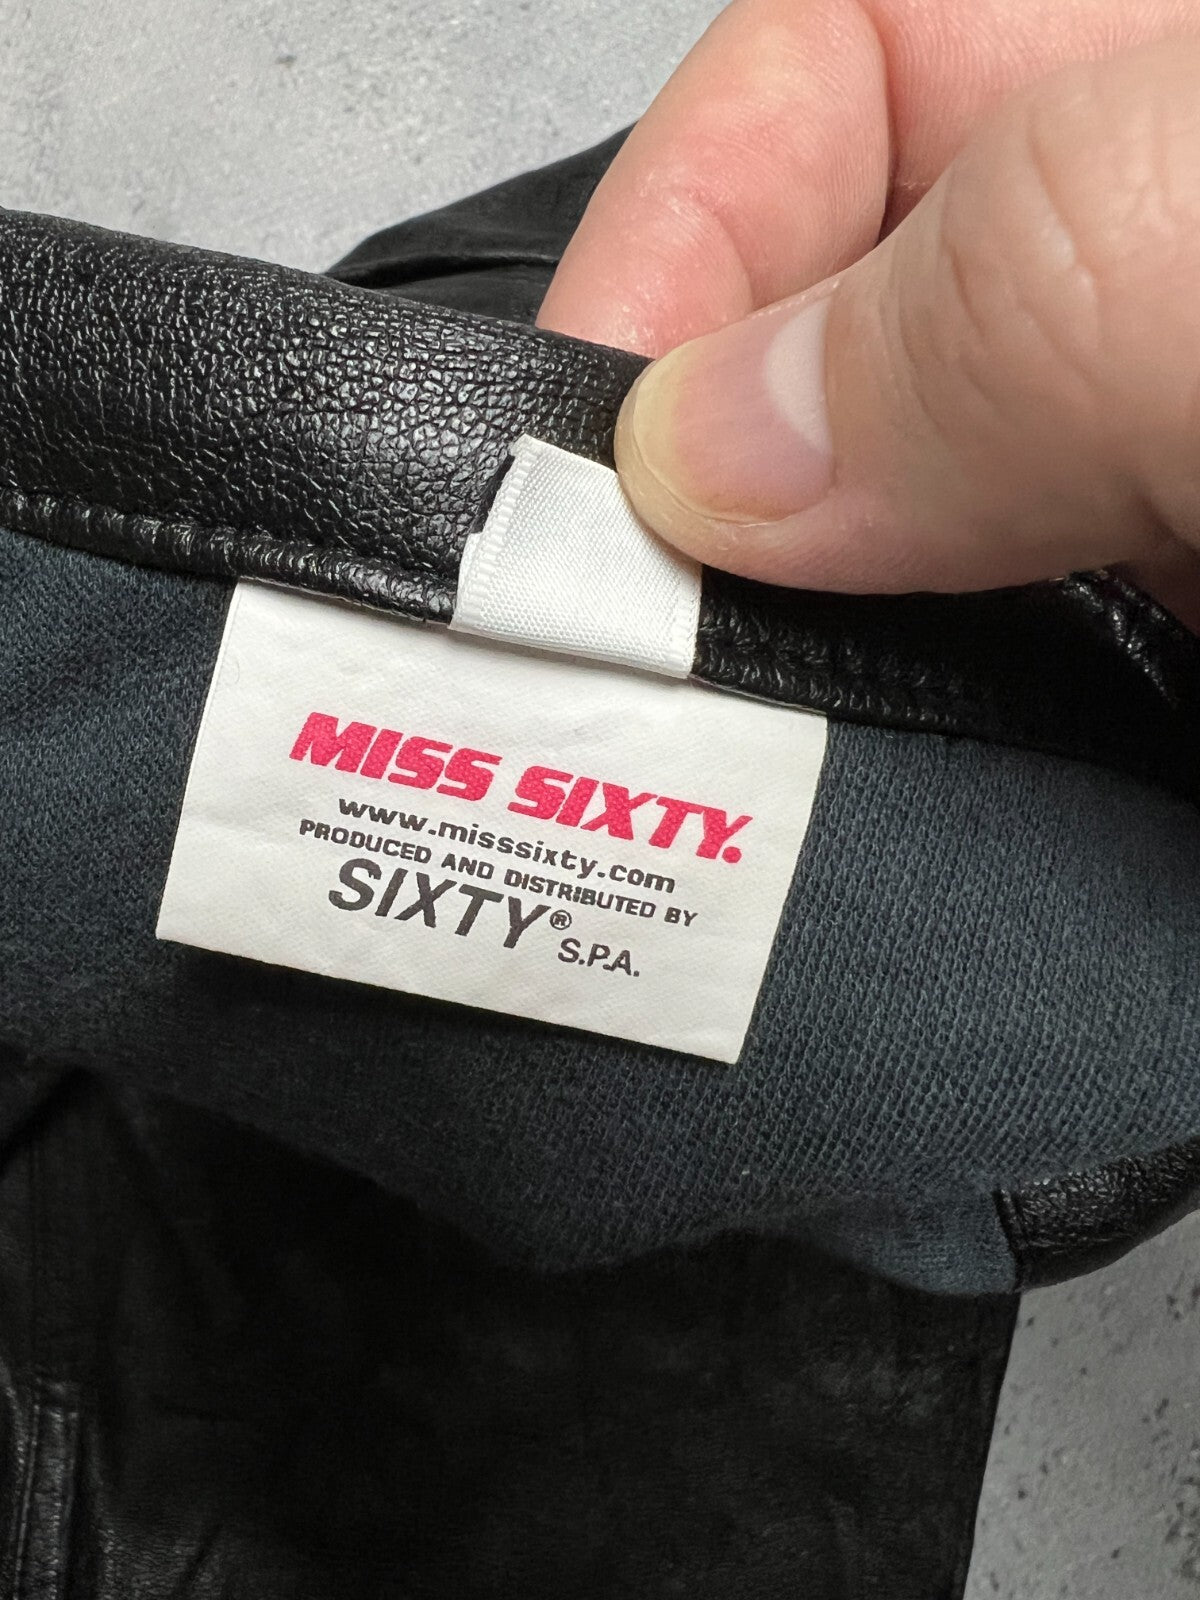 MISS SIXTY.
www.misssixty.com
PRODUCED AND DISTRIBUTED BY
SIXTY® S.P.A.